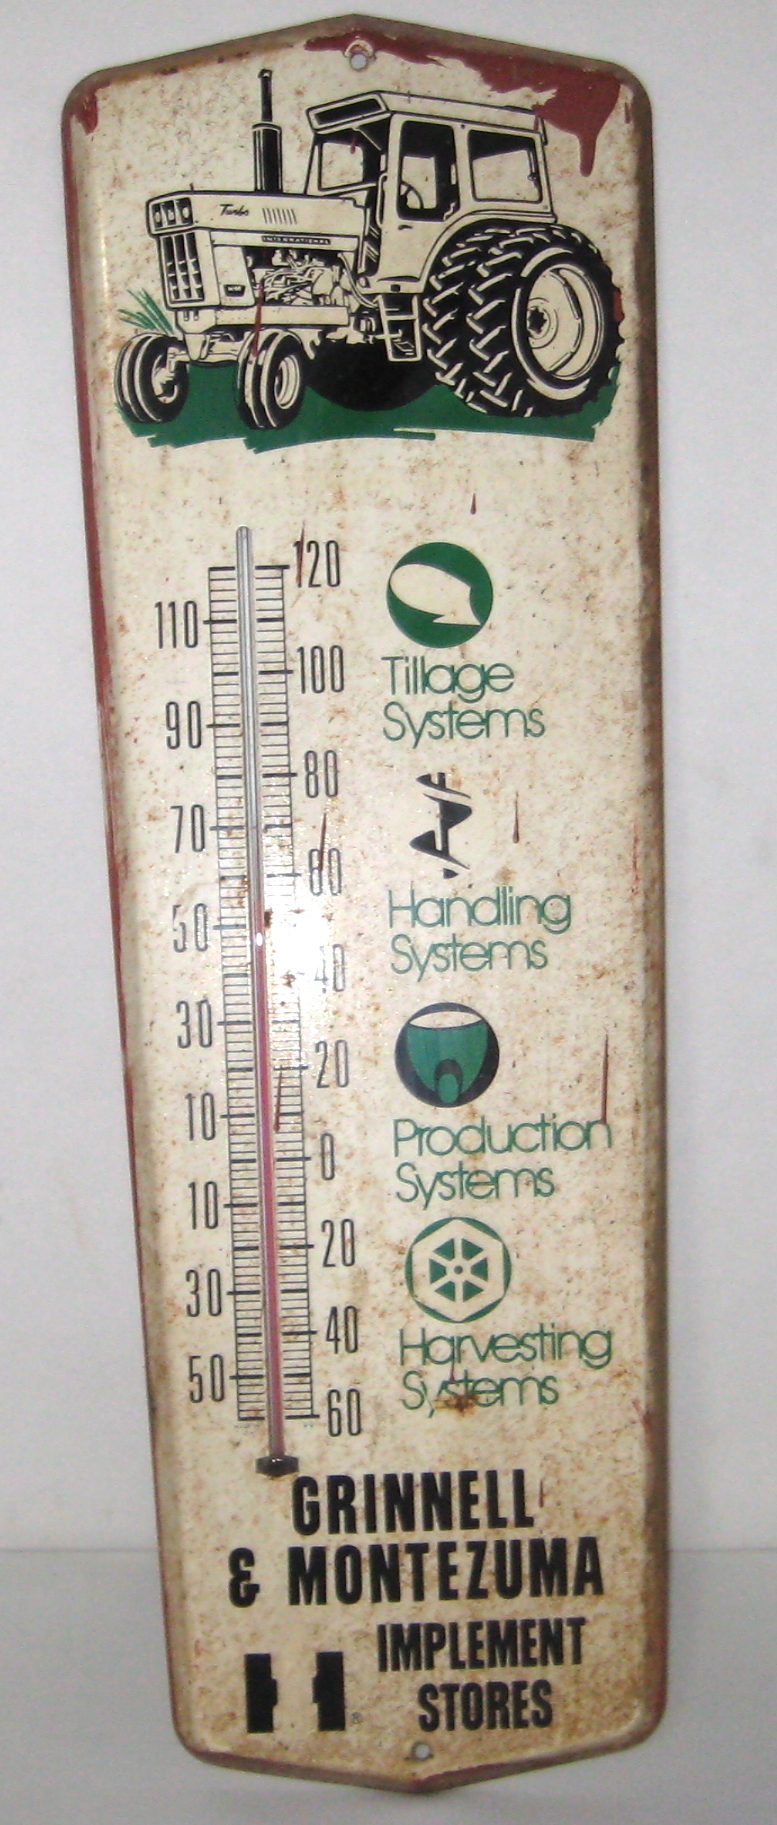 Turbo
INTERNATIONAL
120
110
100
90
80
70
60
50
40
30
20
10
0
10
20
30
40
50
60
Tillage
Systems
Handling
Systems
Production
Systems
Harvesting
Systems
GRINNELL
& MONTEZUMA
IMPLEMENT
STORES
®